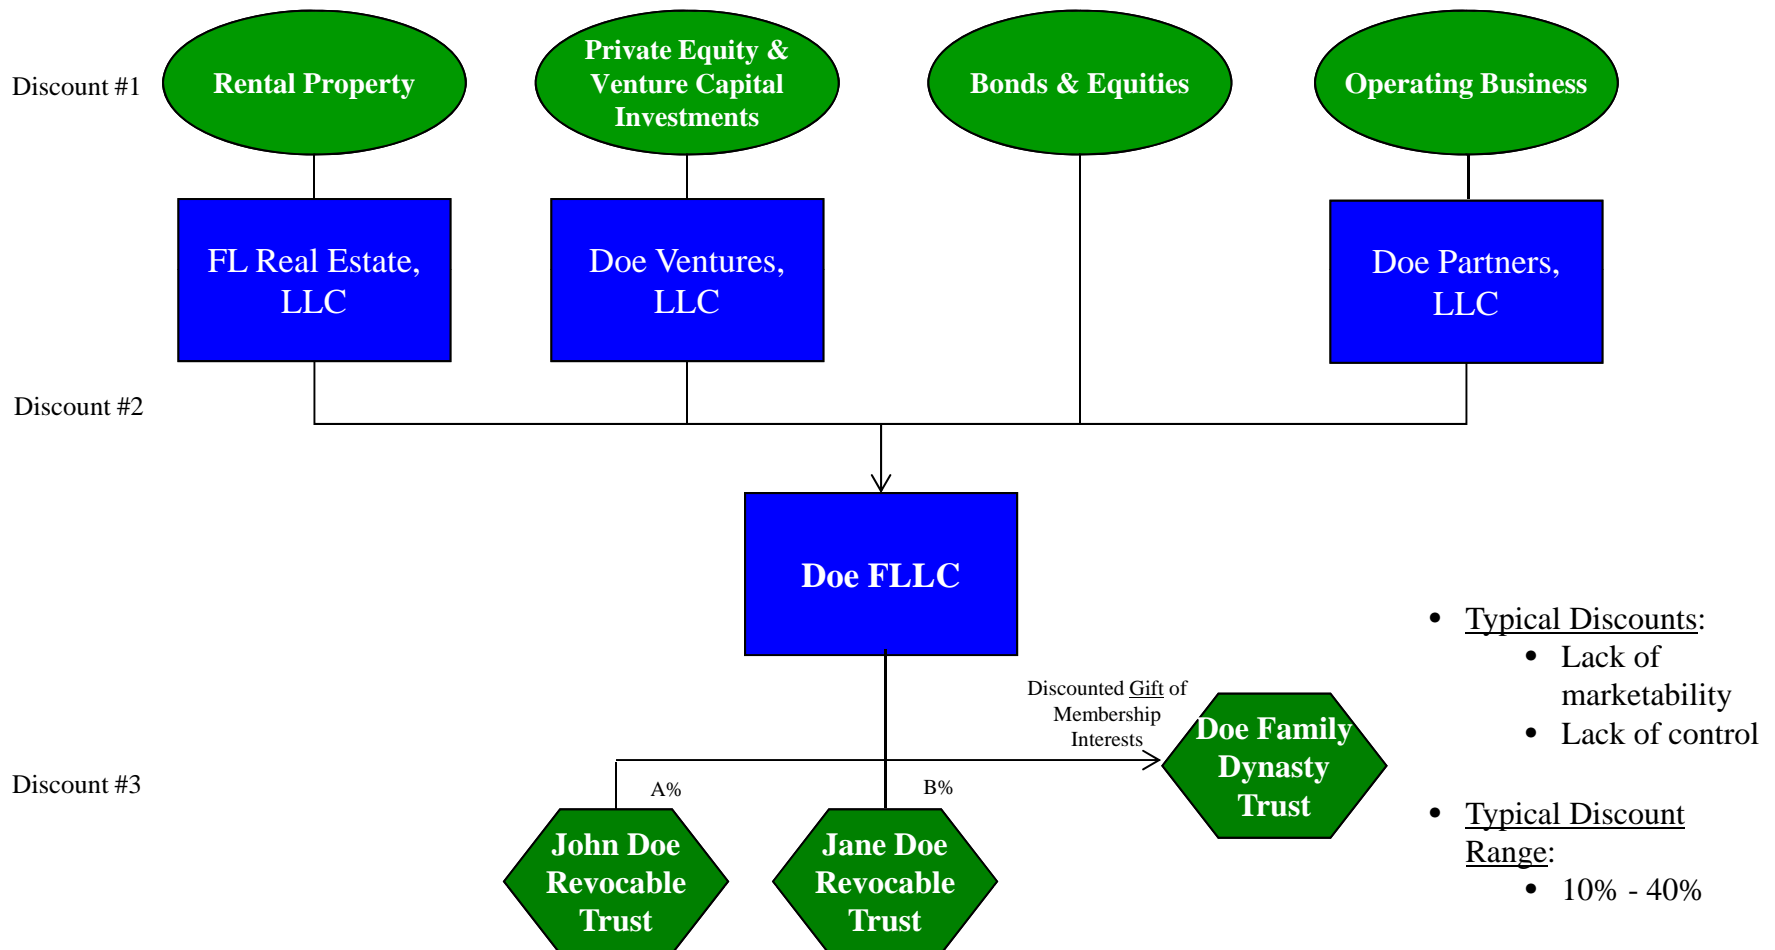 Discount #1
Rental Property
Private Equity &
Venture Capital
Investments
Bonds & Equities
Operating Business
FL Real Estate,
LLC
Doe Ventures,
LLC
Doe Partners,
LLC
Discount #2
Doe FLLC
• Typical Discounts:
• Lack of
marketability
• Lack of control
Discounted Gift of
Membership
Interests
Doe Family
Dynasty
Trust
Discount #3
A%
B%
John Doe
Revocable
Trust
Jane Doe
Revocable
Trust
• Typical Discount
Range:
• 10% - 40%